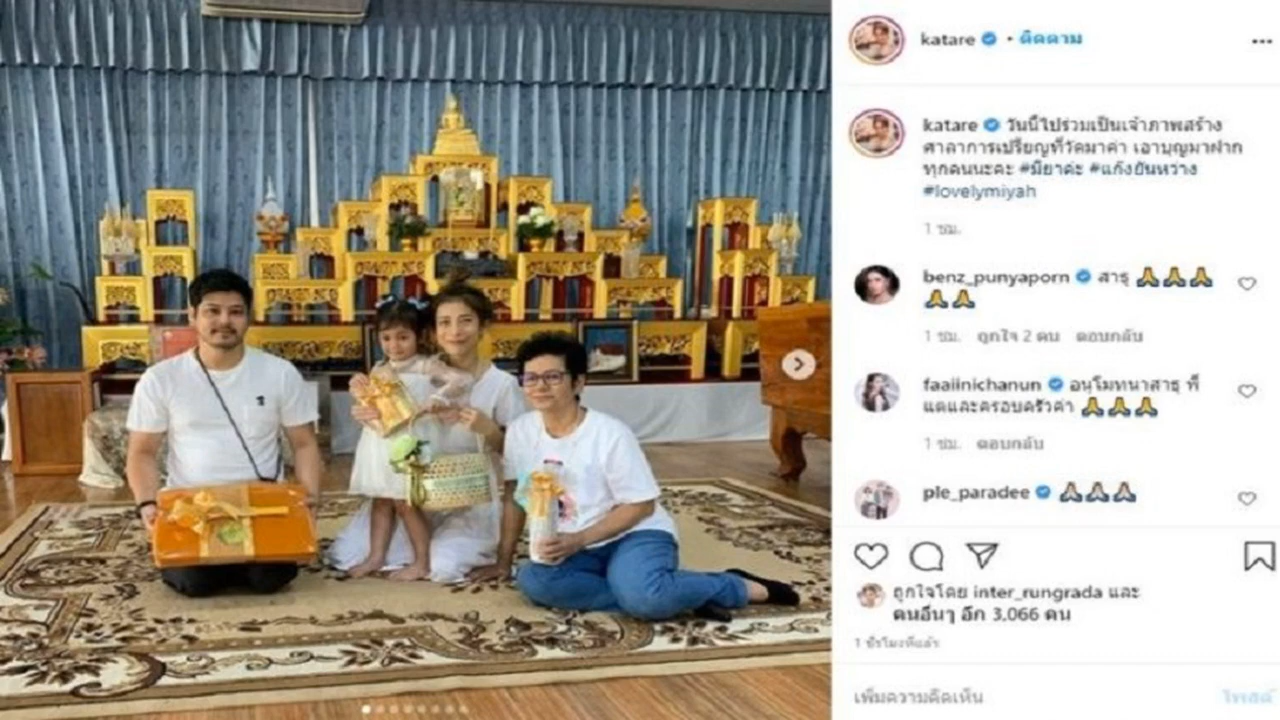 katare • ติดตาม
katare วันนี้ไปร่วมเป็นเจ้าภาพสร้าง
ศาลาการเปรียญที่วัดมาค่า เอาบุญมาฝาก
ทุกคนนะคะ #มียาค่ะ #แก๊งยันหว่าง
#lovelymiyah
1 ชม.
benz_punyaporn สาธุ 🙏🙏🙏
🙏🙏
1 ชม. ถูกใจ 2 คน ตอบกลับ
faaiinichanun อนุโมทนาสาธุ พี่
แตและครอบครัวค่า 🙏🙏🙏
1 ชม. ตอบกลับ
ple_paradee 🙏🙏🙏
ถูกใจโดย inter_rungrada และ
คนอื่นๆ อีก 3,066 คน
1 ชั่วโมงที่แล้ว
เพิ่มความคิดเห็น โพสต์